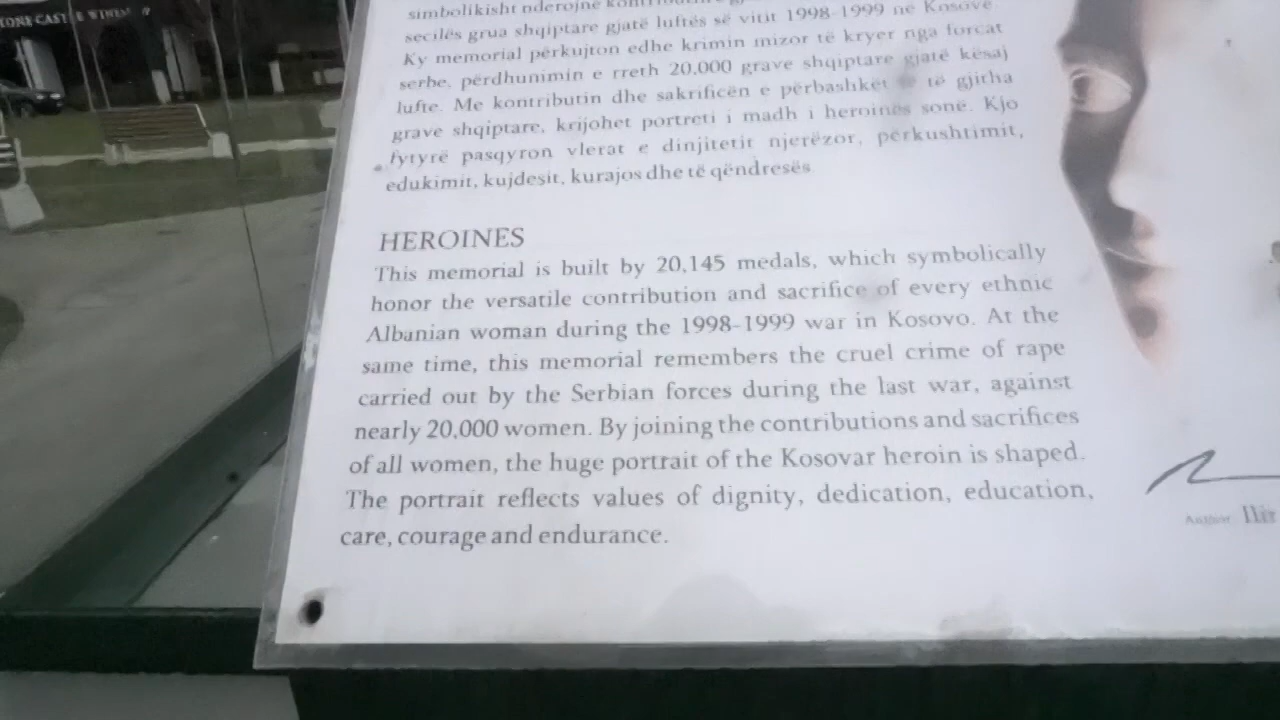 simbolikisht nderojnë
secilës grua shqiptare gjatë luftës së vitit 1998-1999 në Kosovë
Ky memorial përkujton edhe krimin mizor të kryer nga forcat
serbe, përdhunimin e rreth 20.000 grave shqiptare gjatë kësaj
lufte. Me kontributin dhe sakrificën e përbashkët të gjitha
grave shqiptare, krijohet portreti i madh i heroinës sonë. Kjo
fytyrë pasqyron vlerat e dinjitetit njerëzor, përkushtimit,
edukimit, kujdesit, kurajos dhe të qëndresës
HEROINES
This memorial is built by 20,145 medals, which symbolically
honor the versatile contribution and sacrifice of every ethnic
Albanian woman during the 1998-1999 war in Kosovo. At the
same time, this memorial remembers the cruel crime of rape
carried out by the Serbian forces during the last war, against
nearly 20,000 women. By joining the contributions and sacrifices
of all women, the huge portrait of the Kosovar heroin is shaped.
The portrait reflects values of dignity, dedication, education,
care, courage and endurance.
Author